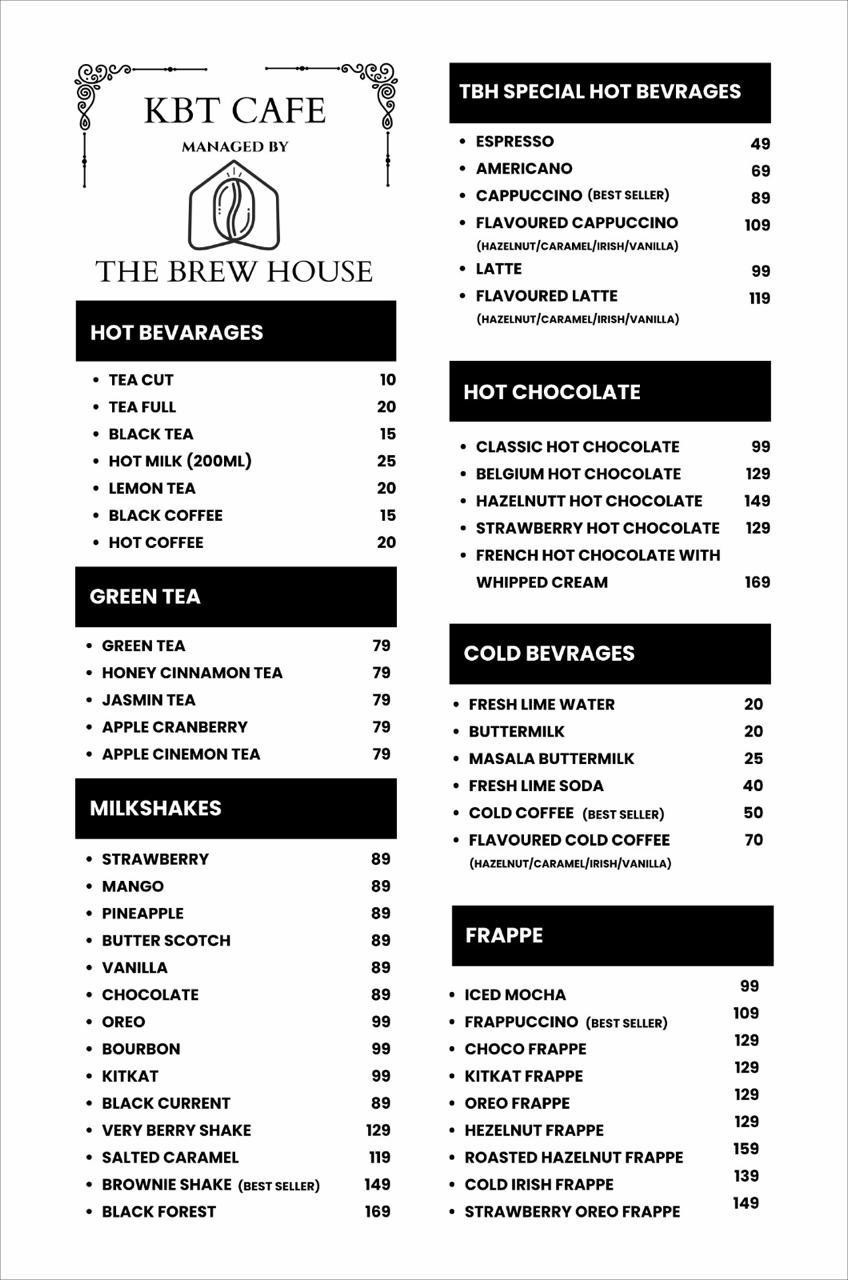 KBT CAFE
MANAGED BY
THE BREW HOUSE
HOT BEVARAGES
• TEA CUT 10
• TEA FULL 20
• BLACK TEA 15
• HOT MILK (200ML) 25
• LEMON TEA 20
• BLACK COFFEE 15
• HOT COFFEE 20
GREEN TEA
• GREEN TEA 79
• HONEY CINNAMON TEA 79
• JASMIN TEA 79
• APPLE CRANBERRY 79
• APPLE CINEMON TEA 79
MILKSHAKES
• STRAWBERRY 89
• MANGO 89
• PINEAPPLE 89
• BUTTER SCOTCH 89
• VANILLA 89
• CHOCOLATE 89
• OREO 99
• BOURBON 99
• KITKAT 99
• BLACK CURRENT 89
• VERY BERRY SHAKE 129
• SALTED CARAMEL 119
• BROWNIE SHAKE (BEST SELLER) 149
• BLACK FOREST 169
TBH SPECIAL HOT BEVRAGES
• ESPRESSO 49
• AMERICANO 69
• CAPPUCCINO (BEST SELLER) 89
• FLAVOURED CAPPUCCINO 109
(HAZELNUT/CARAMEL/IRISH/VANILLA)
• LATTE 99
• FLAVOURED LATTE 119
(HAZELNUT/CARAMEL/IRISH/VANILLA)
HOT CHOCOLATE
• CLASSIC HOT CHOCOLATE 99
• BELGIUM HOT CHOCOLATE 129
• HAZELNUTT HOT CHOCOLATE 149
• STRAWBERRY HOT CHOCOLATE 129
• FRENCH HOT CHOCOLATE WITH
WHIPPED CREAM 169
COLD BEVRAGES
• FRESH LIME WATER 20
• BUTTERMILK 20
• MASALA BUTTERMILK 25
• FRESH LIME SODA 40
• COLD COFFEE (BEST SELLER) 50
• FLAVOURED COLD COFFEE 70
(HAZELNUT/CARAMEL/IRISH/VANILLA)
FRAPPE
• ICED MOCHA 99
• FRAPPUCCINO (BEST SELLER) 109
• CHOCO FRAPPE 129
• KITKAT FRAPPE 129
• OREO FRAPPE 129
• HEZELNUT FRAPPE 129
• ROASTED HAZELNUT FRAPPE 159
• COLD IRISH FRAPPE 139
• STRAWBERRY OREO FRAPPE 149